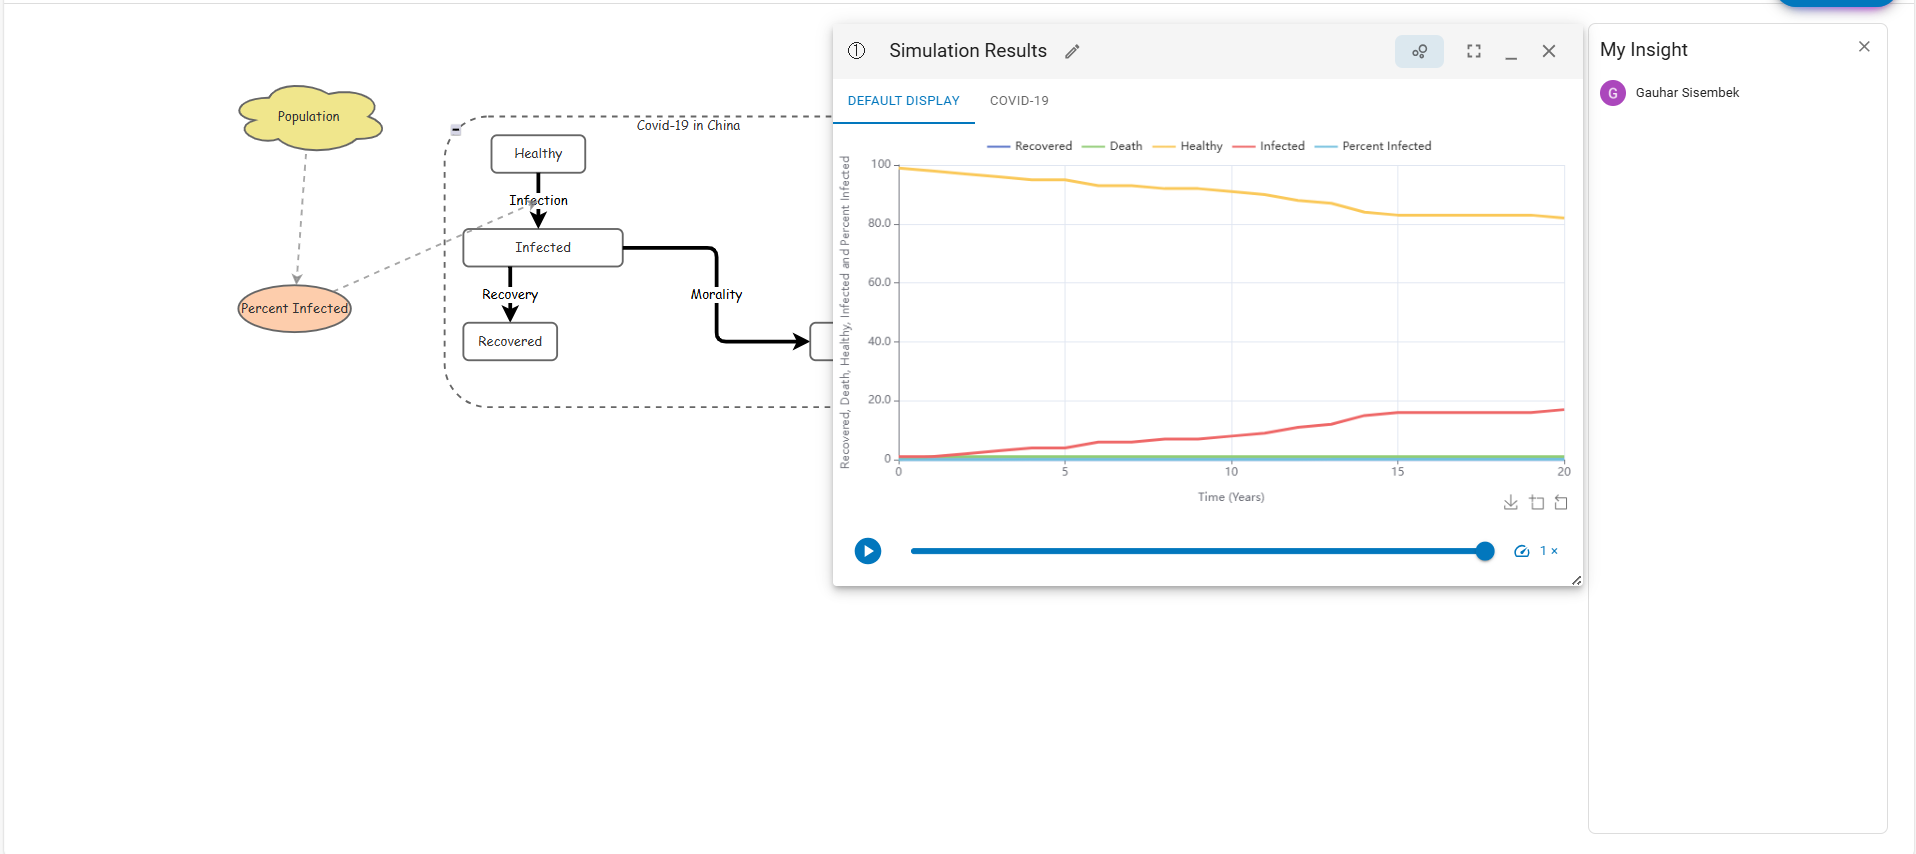 Population
Percent Infected
Covid-19 in China
Healthy
Infection
Infected
Recovery
Morality
Recovered
①
Simulation Results
DEFAULT DISPLAY
COVID-19
Recovered
Death
Healthy
Infected
Percent Infected
Recovered, Death, Healthy, Infected and Percent Infected
100
80.0
60.0
40.0
20.0
0
0
5
10
15
20
Time (Years)
1 ×
My Insight
G
Gauhar Sisembek